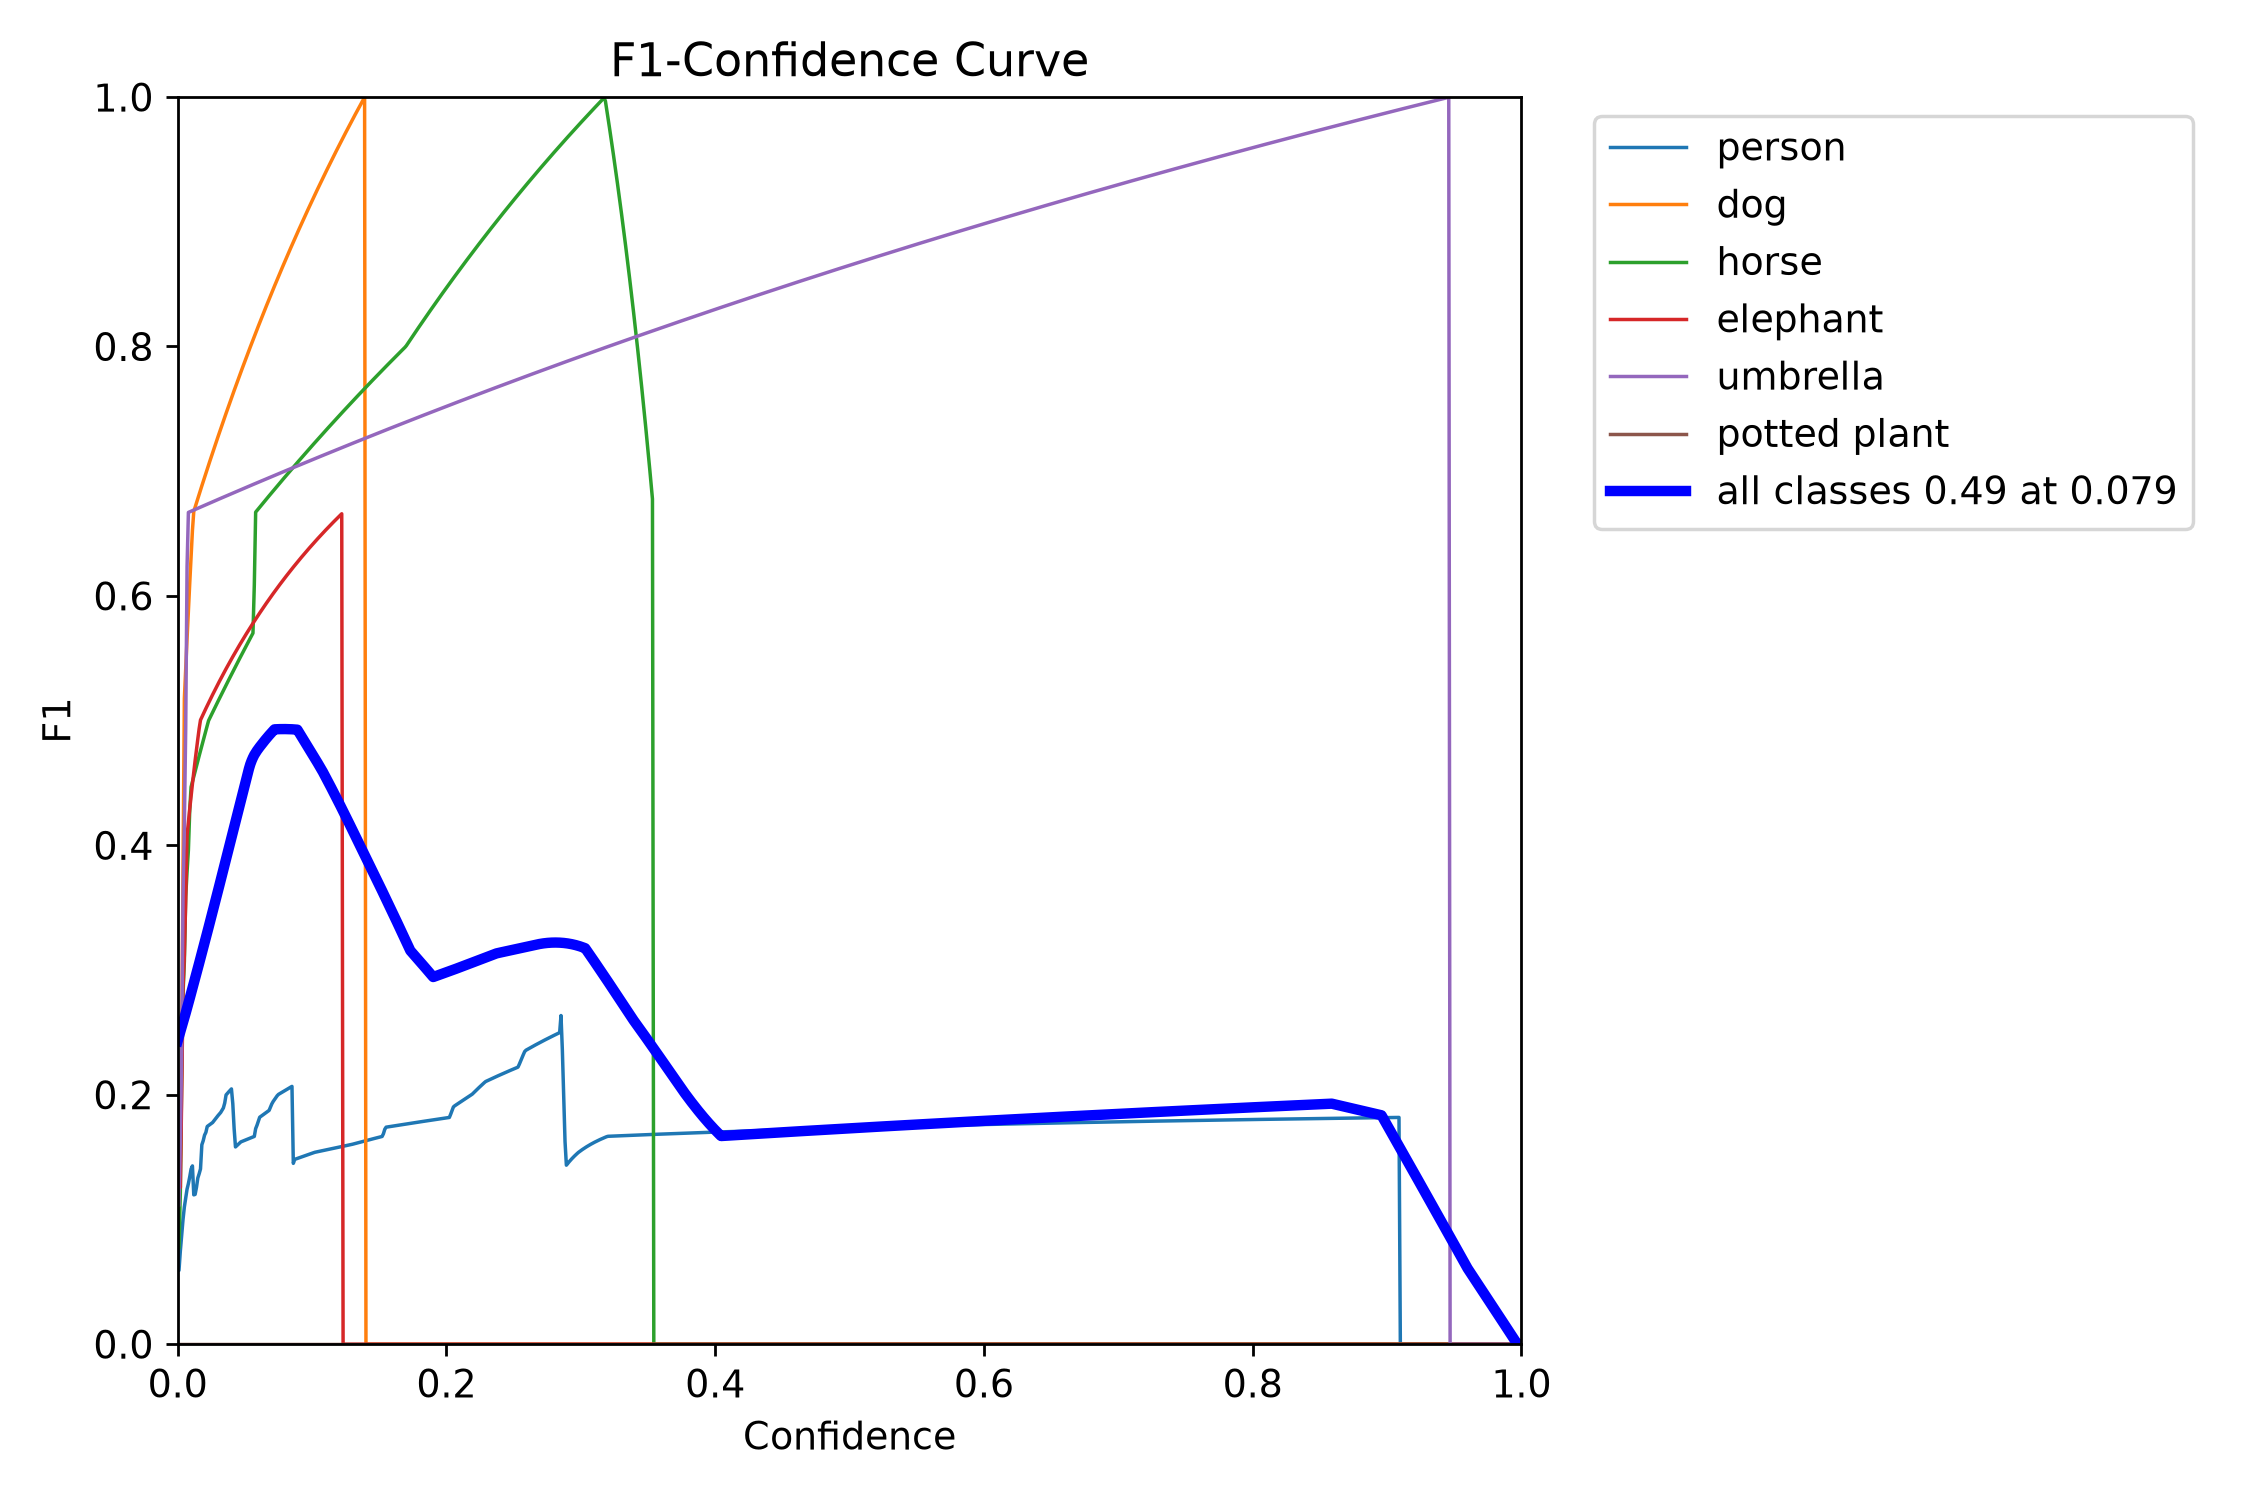 F1-Confidence Curve
1.0
0.8
0.6
0.4
0.2
0.0
F1
0.0 0.2 0.4 0.6 0.8 1.0
Confidence
person
dog
horse
elephant
umbrella
potted plant
all classes 0.49 at 0.079